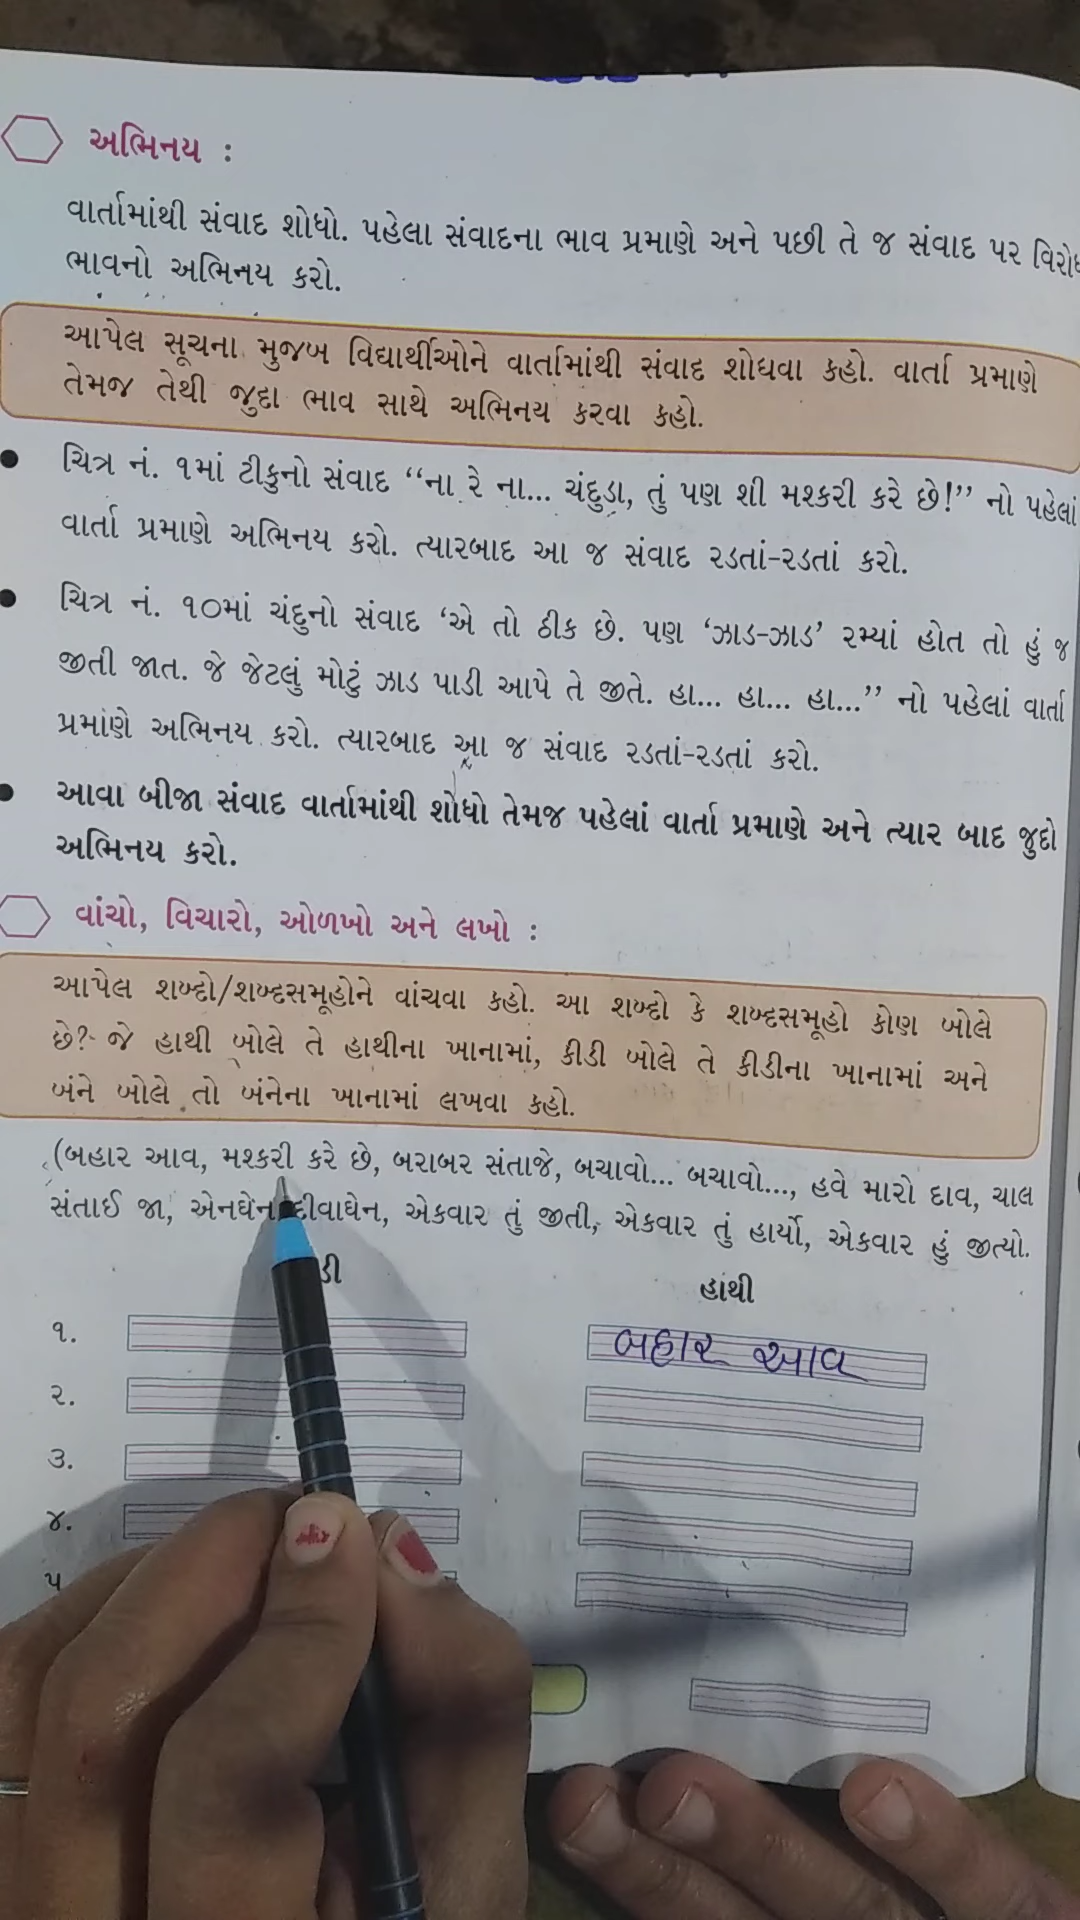 અભિનય :
વાર્તામાંથી સંવાદ શોધો. પહેલા સંવાદના ભાવ પ્રમાણે અને પછી તે જ સંવાદ પર
ભાવનો અભિનય કરો.
આપેલ સૂચના મુજબ વિદ્યાર્થીઓને વાર્તામાંથી સંવાદ શોધવા કહો. વાર્તા પ્રમાણે
તેમજ તેથી જુદા ભાવ સાથે અભિનય કરવા કહો.
● ચિત્ર નં. ૧માં ટીકુનો સંવાદ “ના રે ના... ચંદુડા, તું પણ શી મશ્કરી કરે છે!” નો પહેલાં
વાર્તા પ્રમાણે અભિનય કરો. ત્યારબાદ આ જ સંવાદ રડતાં-રડતાં કરો.
● ચિત્ર નં. ૧૦માં ચંદુનો સંવાદ ‘એ તો ઠીક છે. પણ ‘ઝાડ-ઝાડ’ રમ્યાં હોત તો હું જ
જીતી જાત. જે જેટલું મોટું ઝાડ પાડી આપે તે જીતે. હા... હા... હા...” નો પહેલાં વાર્તા
પ્રમાણે અભિનય કરો. ત્યારબાદ આ જ સંવાદ રડતાં-રડતાં કરો.
● આવા બીજા સંવાદ વાર્તામાંથી શોધો તેમજ પહેલાં વાર્તા પ્રમાણે અને ત્યાર બાદ જુદો
અભિનય કરો.
વાંચો, વિચારો, ઓળખો અને લખો :
આપેલ શબ્દો/શબ્દસમૂહોને વાંચવા કહો. આ શબ્દો કે શબ્દસમૂહો કોણ બોલે
છે? જે હાથી બોલે તે હાથીના ખાનામાં, કીડી બોલે તે કીડીના ખાનામાં અને
બંને બોલે તો બંનેના ખાનામાં લખવા કહો.
(બહાર આવ, મશ્કરી કરે છે, બરાબર સંતાજે, બચાવો... બચાવો..., હવે મારો દાવ, ચાલ
સંતાઈ જા, એનઘેન દીવાઘેન, એકવાર તું જીતી, એકવાર તું હાર્યો, એકવાર હું જીત્યો.
ડી હાથી
૧. બહાર આવ
૨.
૩.
૪.
૫